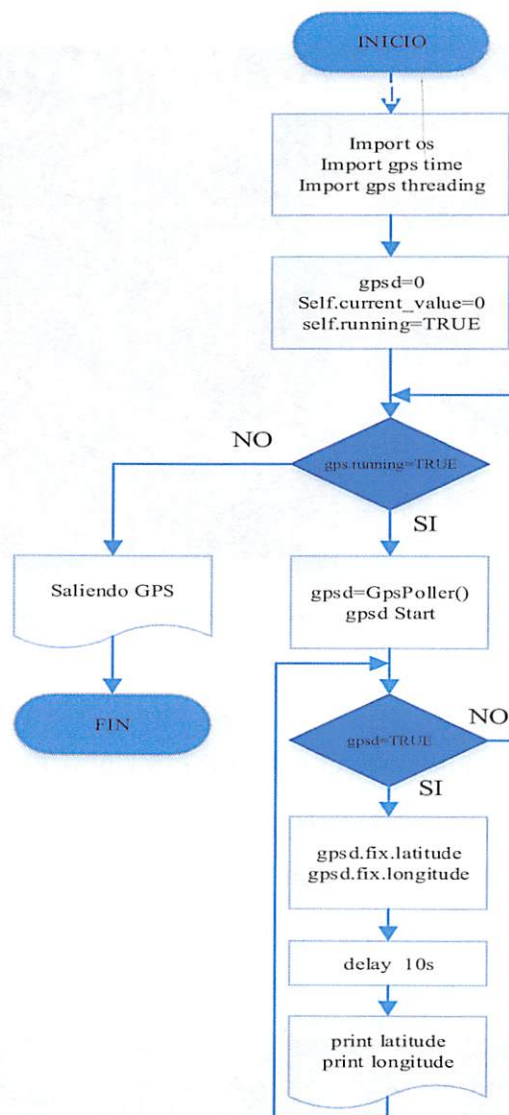 INICIO
Import os
Import gps time
Import gps threading
gpsd=0
Self.current_value=0
self.running=TRUE
gps.running=TRUE
NO
SI
Saliendo GPS
FIN
gpsd=GpsPoller()
gpsd Start
gpsd=TRUE
NO
SI
gpsd.fix.latitude
gpsd.fix.longitude
delay 10s
print latitude
print longitude